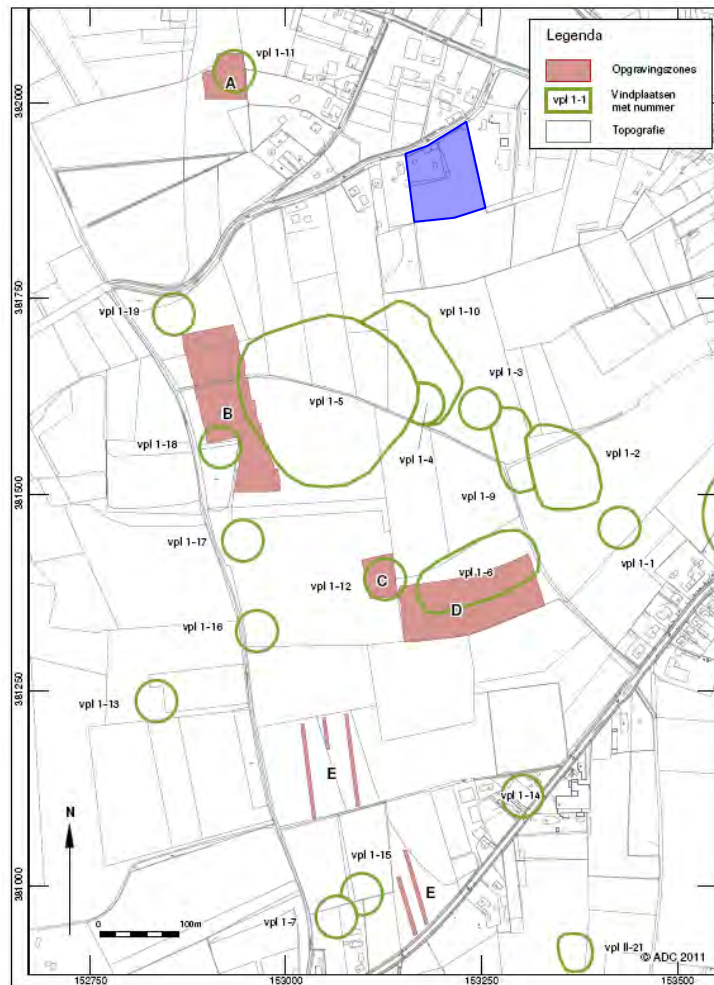 Legenda
Opgravingszones
vpl 1-1
Vindplaatsen
met nummer
Topografie
vpl 1-11
A
382000
381750
vpl 1-19
vpl 1-10
vpl 1-3
vpl 1-5
B
vpl 1-18
vpl 1-4
vpl 1-2
381500
vpl 1-9
vpl 1-17
vpl 1-1
vpl 1-12
C
vpl 1-6
D
vpl 1-16
381250
vpl 1-13
E
vpl 1-14
N
vpl 1-15
381000
E
vpl 1-7
0
100m
vpl II-21
© ADC 2011
152750
153000
153250
153500